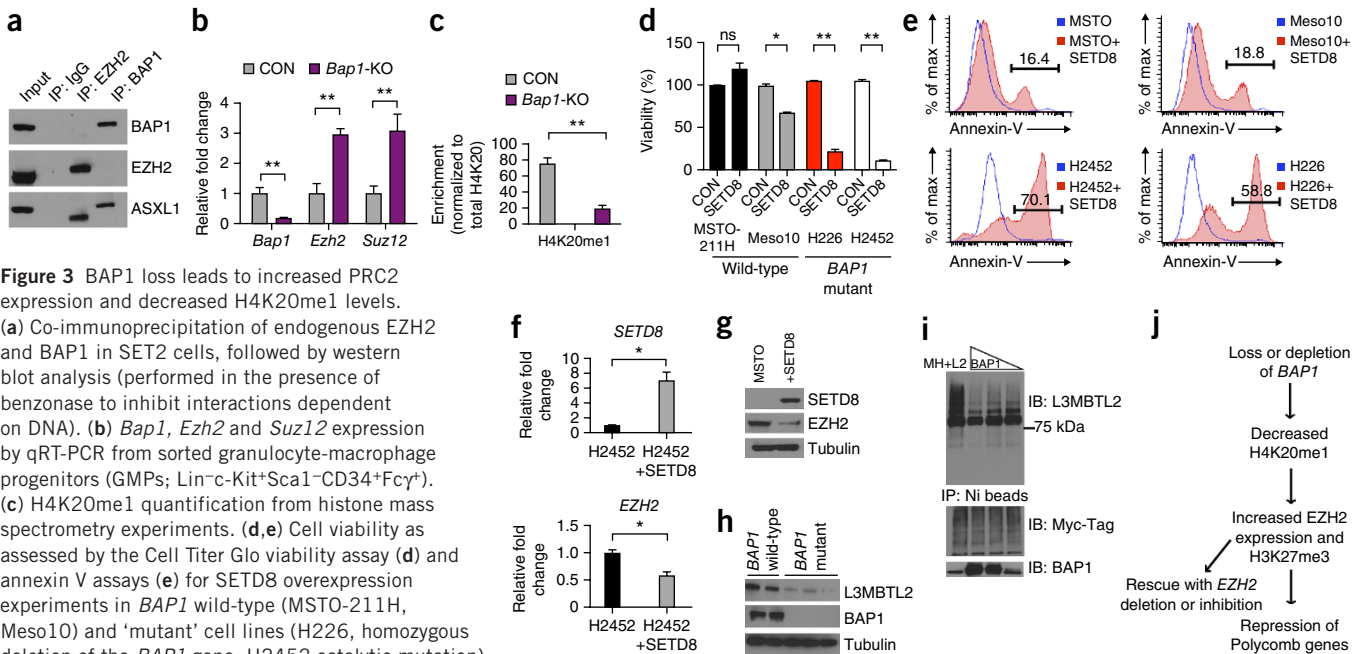 a
Input
IP: IgG
IP: EZH2
IP: BAP1
BAP1
EZH2
ASXL1
b
CON Bap1-KO
Relative fold change
5
4
3
2
1
0
**
**
**
Bap1 Ezh2 Suz12
c
CON
Bap1-KO
**
Enrichment
(normalized to
total H4K20)
100
80
60
40
20
0
H4K20me1
d
ns * ** **
Viability (%)
150
100
50
0
CON SETD8 CON SETD8 CON SETD8 CON SETD8
MSTO-211H Meso10 H226 H2452
Wild-type BAP1 mutant
e
MSTO
MSTO+SETD8
16.4
% of max
Annexin-V
Meso10
Meso10+SETD8
18.8
% of max
Annexin-V
H2452
H2452+SETD8
70.1
% of max
Annexin-V
H226
H226+SETD8
58.8
% of max
Annexin-V
Figure 3 BAP1 loss leads to increased PRC2
expression and decreased H4K20me1 levels.
(a) Co-immunoprecipitation of endogenous EZH2
and BAP1 in SET2 cells, followed by western
blot analysis (performed in the presence of
benzonase to inhibit interactions dependent
on DNA). (b) Bap1, Ezh2 and Suz12 expression
by qRT-PCR from sorted granulocyte-macrophage
progenitors (GMPs; Lin−c-Kit+Sca1−CD34+Fcγ+).
(c) H4K20me1 quantification from histone mass
spectrometry experiments. (d,e) Cell viability as
assessed by the Cell Titer Glo viability assay (d) and
annexin V assays (e) for SETD8 overexpression
experiments in BAP1 wild-type (MSTO-211H,
Meso10) and ‘mutant’ cell lines (H226, homozygous
deletion of the BAP1 gene, H2452 catalytic mutation)
f
SETD8
*
Relative fold
change
10
8
6
4
2
0
H2452 H2452
+SETD8
EZH2
*
Relative fold
change
1.5
1.0
0.5
0
H2452 H2452
+SETD8
g
MSTO
+SETD8
SETD8
EZH2
Tubulin
h
BAP1 wild-type
BAP1 mutant
L3MBTL2
BAP1
Tubulin
i
MH+L2 BAP1
IB: L3MBTL2
75 kDa
IP: Ni beads
IB: Myc-Tag
IB: BAP1
j
Loss or depletion
of BAP1
Decreased
H4K20me1
Increased EZH2
expression and
H3K27me3
Rescue with EZH2
deletion or inhibition
Repression of
Polycomb genes